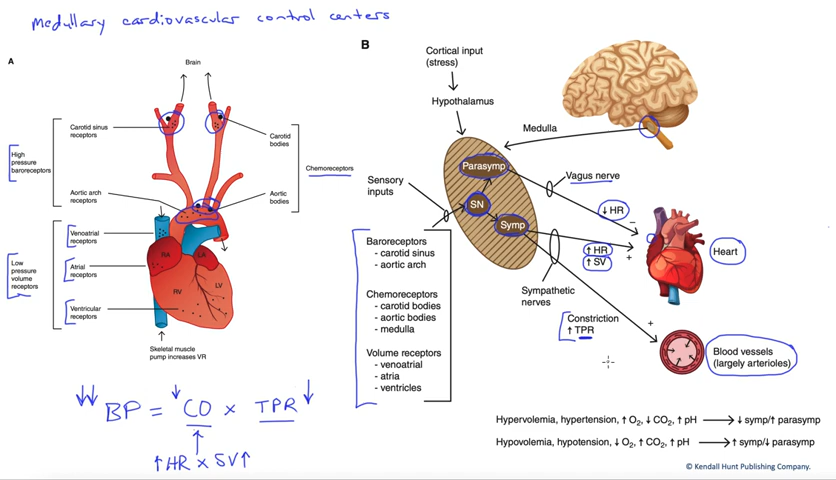 Medullary cardiovascular control centers
A
Brain
Carotid sinus
receptors
Carotid
bodies
High
pressure
baroreceptors
Chemoreceptors
Aortic arch
receptors
Aortic
bodies
Venoatrial
receptors
Low
pressure
volume
receptors
Atrial
receptors
Ventricular
receptors
RA
LA
RV
LV
Skeletal muscle
pump increases VR
↓↓ BP = ↓CO × TPR↓
↑
↑HR × SV↑
B
Cortical input
(stress)
Hypothalamus
Medulla
Sensory
inputs
Parasymp
SN
Symp
Vagus nerve
↓ HR
−
↑ HR
↑ SV
+
Heart
Baroreceptors
- carotid sinus
- aortic arch
Chemoreceptors
- carotid bodies
- aortic bodies
- medulla
Volume receptors
- venoatrial
- atria
- ventricles
Sympathetic
nerves
Constriction
↑ TPR
+
Blood vessels
(largely arterioles)
Hypervolemia, hypertension, ↑ O₂, ↓ CO₂, ↑ pH → ↓ symp/↑ parasymp
Hypovolemia, hypotension, ↓ O₂, ↑ CO₂, ↑ pH → ↑ symp/↓ parasymp
© Kendall Hunt Publishing Company.